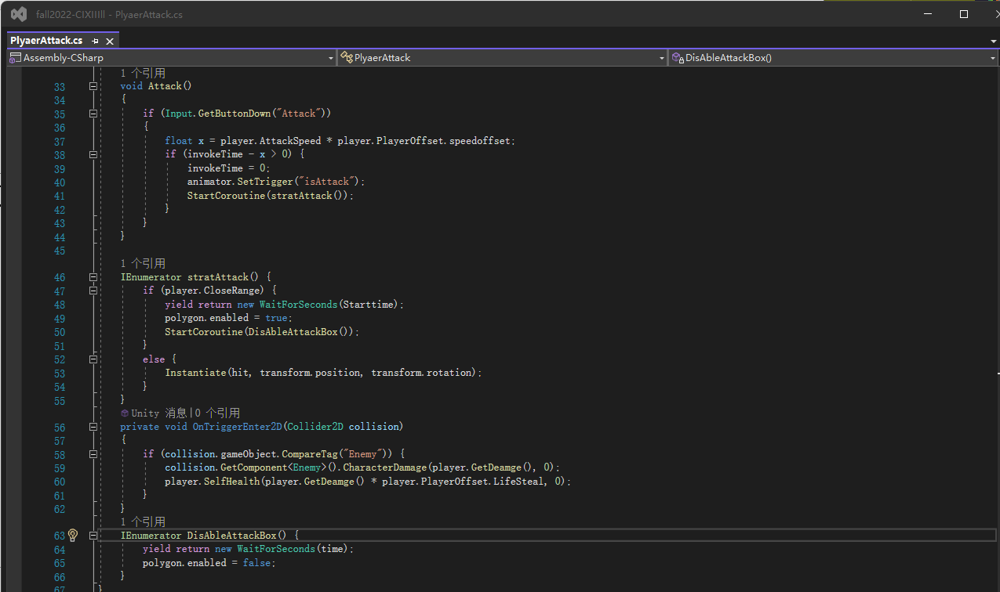 fall2022-CIXIIIll - PlyaerAttack.cs
PlyaerAttack.cs
Assembly-CSharp
PlyaerAttack
DisAbleAttackBox()
1 个引用
33 void Attack()
34 {
35 if (Input.GetButtonDown("Attack"))
36 {
37 float x = player.AttackSpeed * player.PlayerOffset.speedoffset;
38 if (invokeTime - x > 0) {
39 invokeTime = 0;
40 animator.SetTrigger("isAttack");
41 StartCoroutine(stratAttack());
42 }
43 }
44 }
45
1 个引用
46 IEnumerator stratAttack() {
47 if (player.CloseRange) {
48 yield return new WaitForSeconds(Starttime);
49 polygon.enabled = true;
50 StartCoroutine(DisAbleAttackBox());
51 }
52 else {
53 Instantiate(hit, transform.position, transform.rotation);
54 }
55 }
Unity 消息|0 个引用
56 private void OnTriggerEnter2D(Collider2D collision)
57 {
58 if (collision.gameObject.CompareTag("Enemy")) {
59 collision.GetComponent<Enemy>().CharacterDamage(player.GetDeamge(), 0);
60 player.SelfHealth(player.GetDeamge() * player.PlayerOffset.LifeSteal, 0);
61 }
62 }
1 个引用
63 IEnumerator DisAbleAttackBox() {
64 yield return new WaitForSeconds(time);
65 polygon.enabled = false;
66 }
67 }